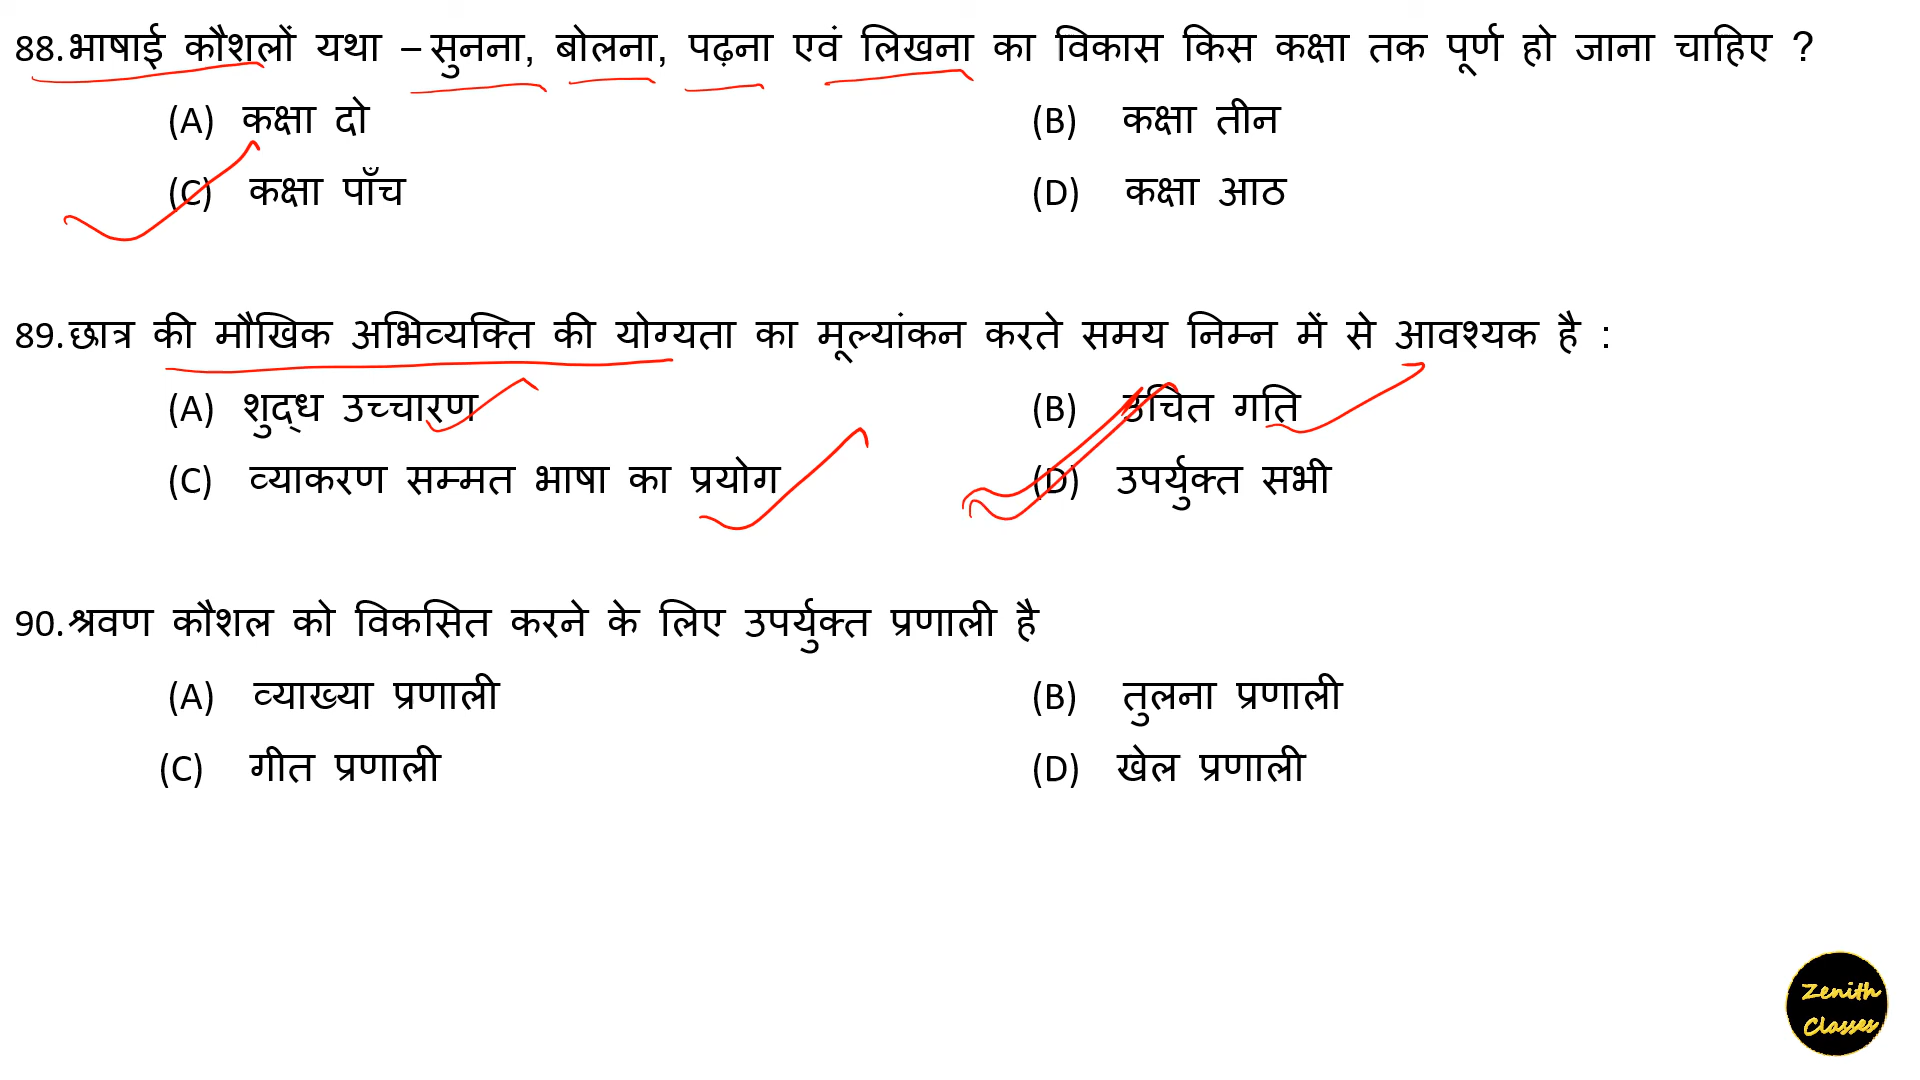 88. भाषाई कौशलों यथा – सुनना, बोलना, पढ़ना एवं लिखना का विकास किस कक्षा तक पूर्ण हो जाना चाहिए ?
(A) कक्षा दो (B) कक्षा तीन
(C) कक्षा पाँच (D) कक्षा आठ
89. छात्र की मौखिक अभिव्यक्ति की योग्यता का मूल्यांकन करते समय निम्न में से आवश्यक है :
(A) शुद्ध उच्चारण (B) उचित गति
(C) व्याकरण सम्मत भाषा का प्रयोग (D) उपर्युक्त सभी
90. श्रवण कौशल को विकसित करने के लिए उपर्युक्त प्रणाली है
(A) व्याख्या प्रणाली (B) तुलना प्रणाली
(C) गीत प्रणाली (D) खेल प्रणाली
Zenith
Classes